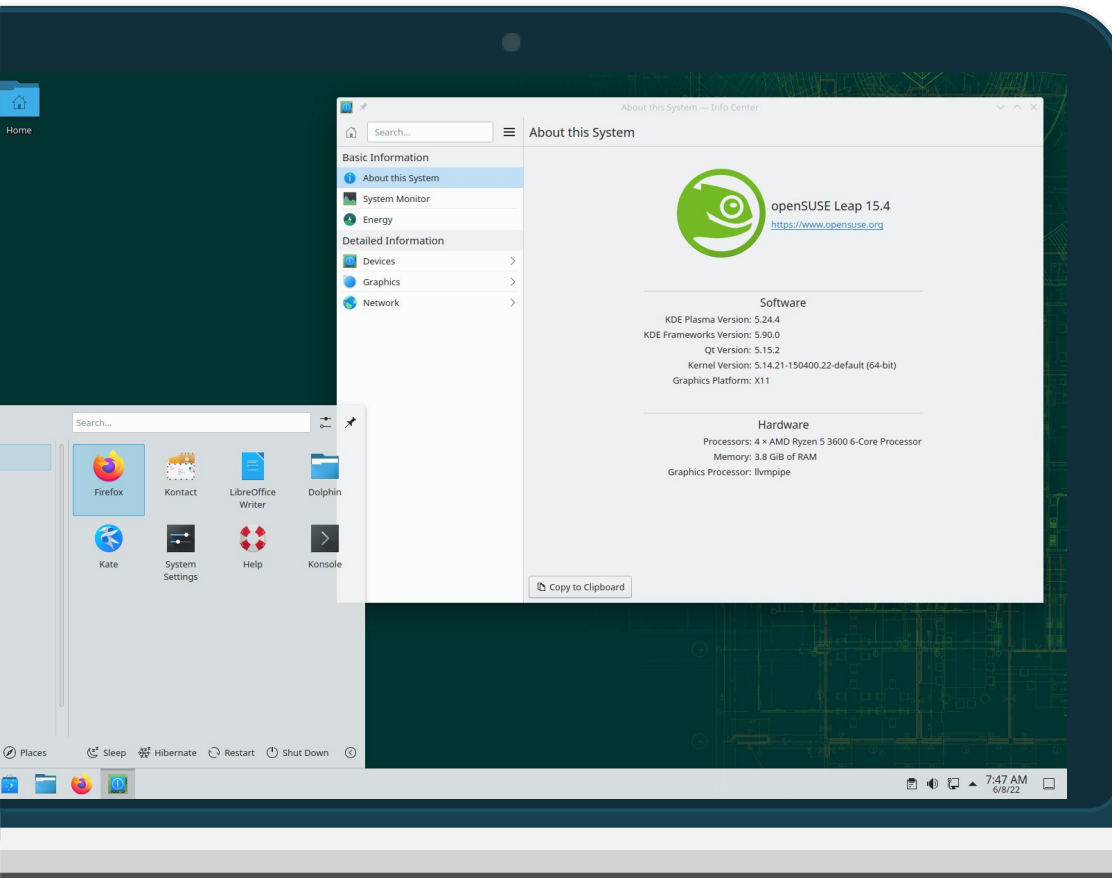 Home
About this System — Info Center
Search...
About this System
Basic Information
About this System
System Monitor
Energy
Detailed Information
Devices
Graphics
Network
openSUSE Leap 15.4
https://www.opensuse.org
Software
KDE Plasma Version: 5.24.4
KDE Frameworks Version: 5.90.0
Qt Version: 5.15.2
Kernel Version: 5.14.21-150400.22-default (64-bit)
Graphics Platform: X11
Hardware
Processors: 4 × AMD Ryzen 5 3600 6-Core Processor
Memory: 3.8 GiB of RAM
Graphics Processor: llvmpipe
Copy to Clipboard
Search...
Firefox
Kontact
LibreOffice
Writer
Dolphin
Kate
System
Settings
Help
Konsole
Places
Sleep
Hibernate
Restart
Shut Down
7:47 AM
6/8/22